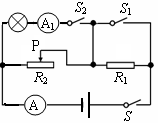 A₁ S₂ S₁
P
R₂ R₁
A S